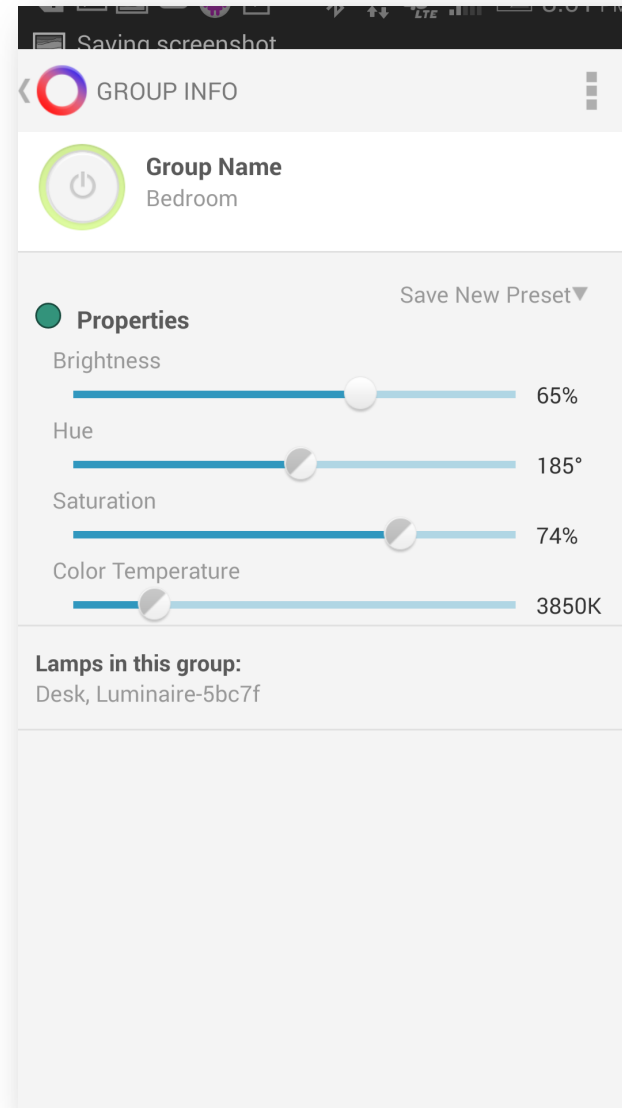 LTE
Saving screenshot
GROUP INFO
Group Name
Bedroom
Save New Preset
Properties
Brightness
65%
Hue
185°
Saturation
74%
Color Temperature
3850K
Lamps in this group:
Desk, Luminaire-5bc7f